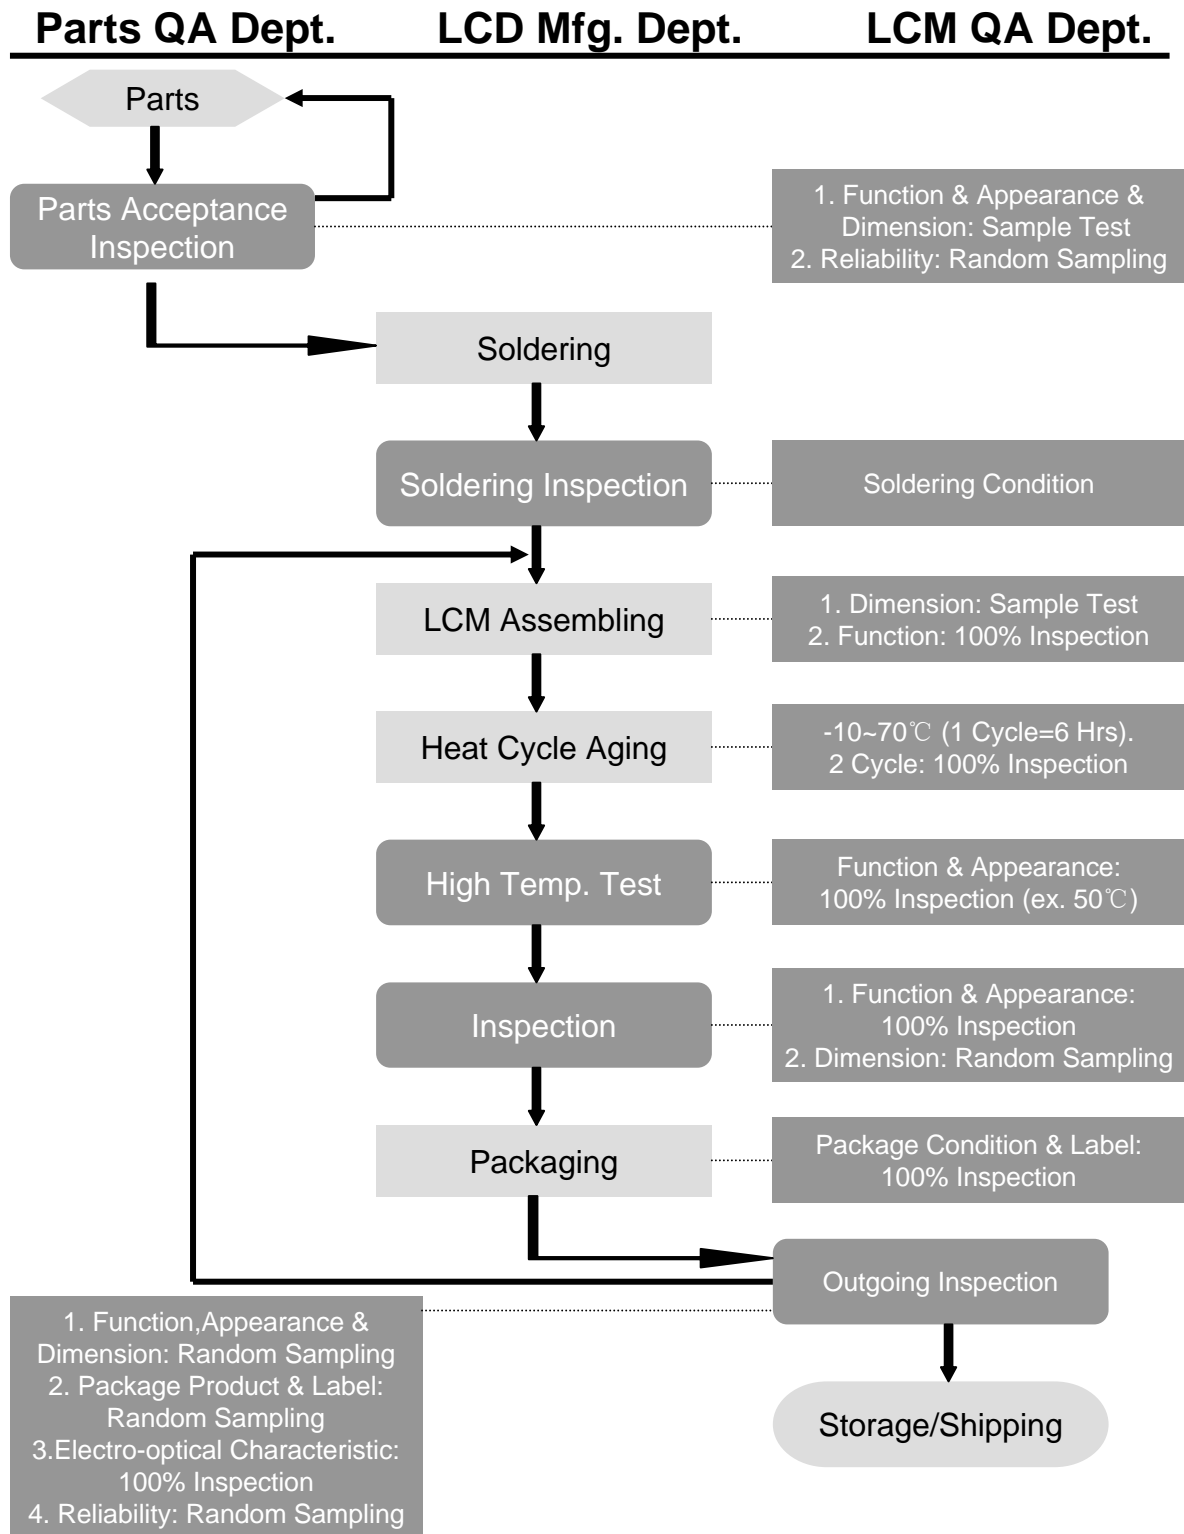 Parts QA Dept.
LCD Mfg. Dept.
LCM QA Dept.
Parts
Parts Acceptance
Inspection
1. Function & Appearance &
Dimension: Sample Test
2. Reliability: Random Sampling
Soldering
Soldering Inspection
Soldering Condition
LCM Assembling
1. Dimension: Sample Test
2. Function: 100% Inspection
Heat Cycle Aging
-10~70℃ (1 Cycle=6 Hrs).
2 Cycle: 100% Inspection
High Temp. Test
Function & Appearance:
100% Inspection (ex. 50℃)
Inspection
1. Function & Appearance:
100% Inspection
2. Dimension: Random Sampling
Packaging
Package Condition & Label:
100% Inspection
Outgoing Inspection
1. Function,Appearance &
Dimension: Random Sampling
2. Package Product & Label:
Random Sampling
3.Electro-optical Characteristic:
100% Inspection
4. Reliability: Random Sampling
Storage/Shipping